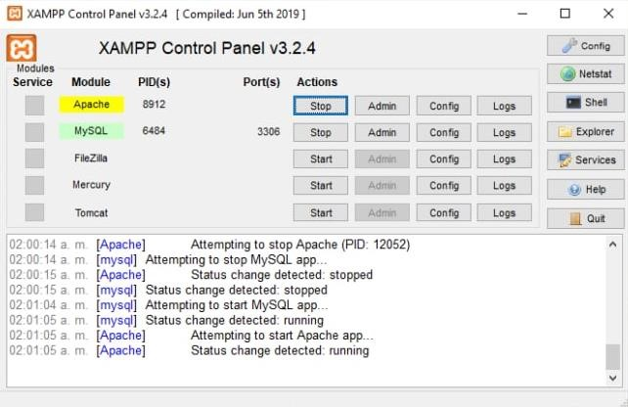 XAMPP Control Panel v3.2.4 [ Compiled: Jun 5th 2019 ]
XAMPP Control Panel v3.2.4
Config
Modules
Service Module PID(s) Port(s) Actions
Netstat
Apache 8912 Stop Admin Config Logs
Shell
MySQL 6484 3306 Stop Admin Config Logs
Explorer
FileZilla Start Admin Config Logs
Services
Mercury Start Admin Config Logs
Help
Tomcat Start Admin Config Logs
Quit
02:00:14 a. m. [Apache] Attempting to stop Apache (PID: 12052)
02:00:14 a. m. [mysql] Attempting to stop MySQL app...
02:00:15 a. m. [Apache] Status change detected: stopped
02:00:15 a. m. [mysql] Status change detected: stopped
02:01:04 a. m. [mysql] Attempting to start MySQL app...
02:01:05 a. m. [mysql] Status change detected: running
02:01:05 a. m. [Apache] Attempting to start Apache app...
02:01:05 a. m. [Apache] Status change detected: running